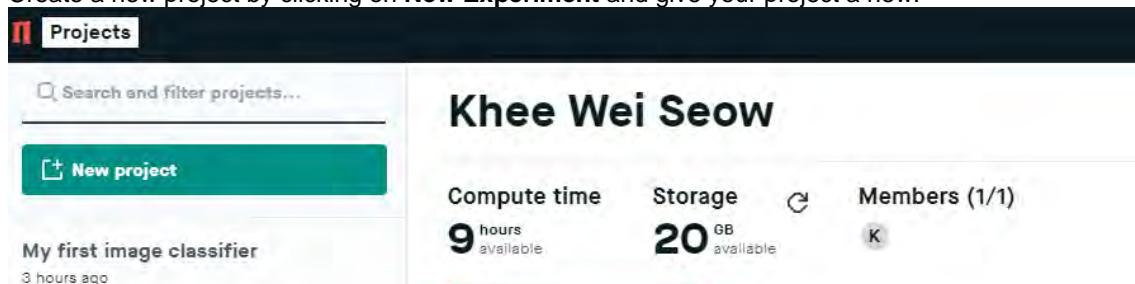 Create a new project by clicking on New Experiment and give your project a
Projects
Search and filter projects...
New project
My first image classifier
3 hours ago
Khee Wei Seow
Compute time
9 hours available
Storage
20 GB available
Members (1/1)
K